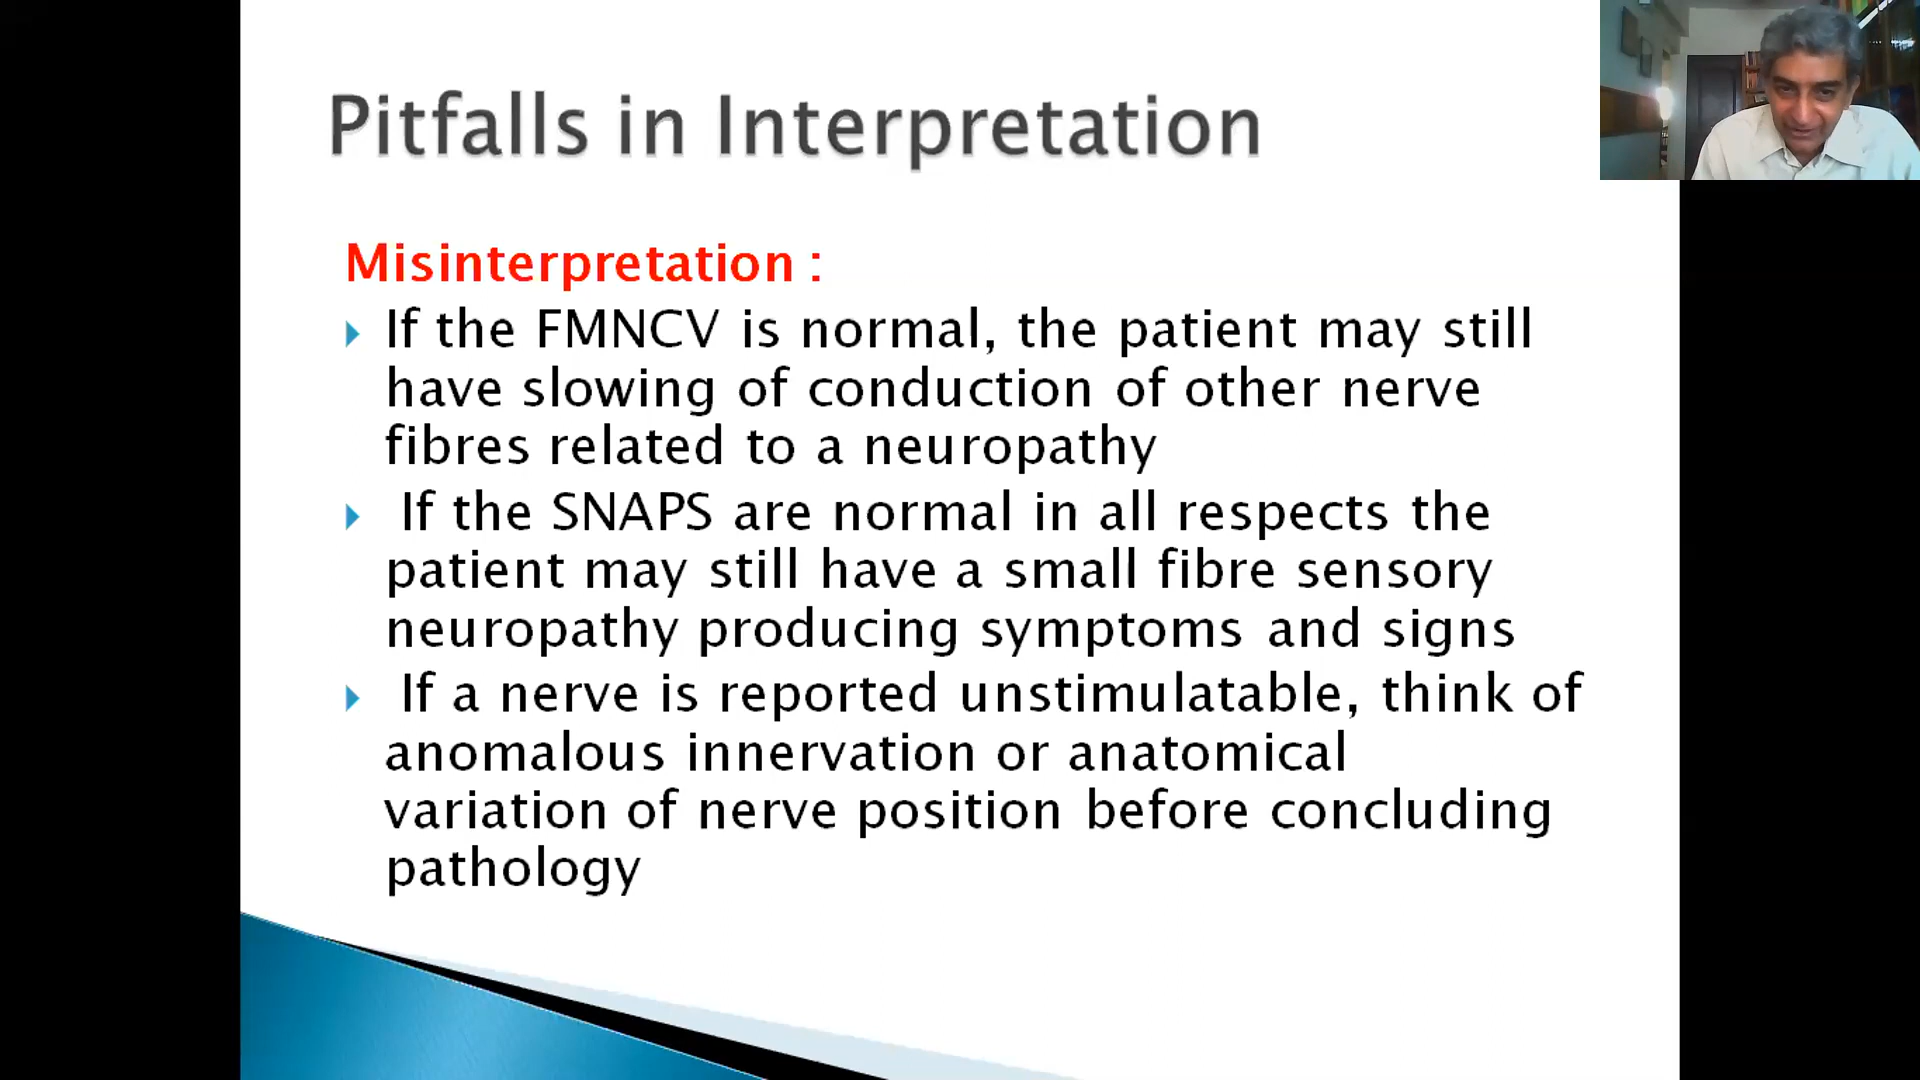 Pitfalls in Interpretation
Misinterpretation :
If the FMNCV is normal, the patient may still
have slowing of conduction of other nerve
fibres related to a neuropathy
If the SNAPS are normal in all respects the
patient may still have a small fibre sensory
neuropathy producing symptoms and signs
If a nerve is reported unstimulatable, think of
anomalous innervation or anatomical
variation of nerve position before concluding
pathology